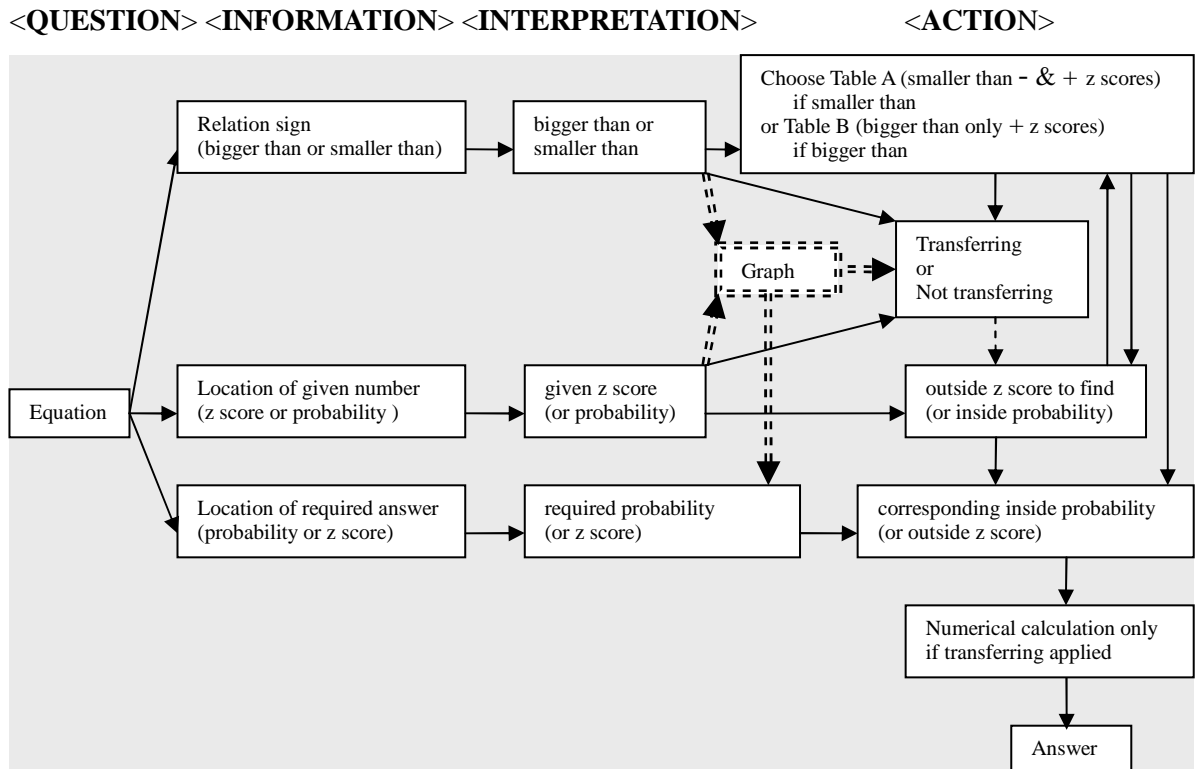 <QUESTION> <INFORMATION> <INTERPRETATION> <ACTION>
Choose Table A (smaller than - & + z scores)
if smaller than
or Table B (bigger than only + z scores)
if bigger than
Relation sign
(bigger than or smaller than)
bigger than or
smaller than
Transferring
or
Not transferring
Graph
Equation
Location of given number
(z score or probability )
given z score
(or probability)
outside z score to find
(or inside probability)
Location of required answer
(probability or z score)
required probability
(or z score)
corresponding inside probability
(or outside z score)
Numerical calculation only
if transferring applied
Answer